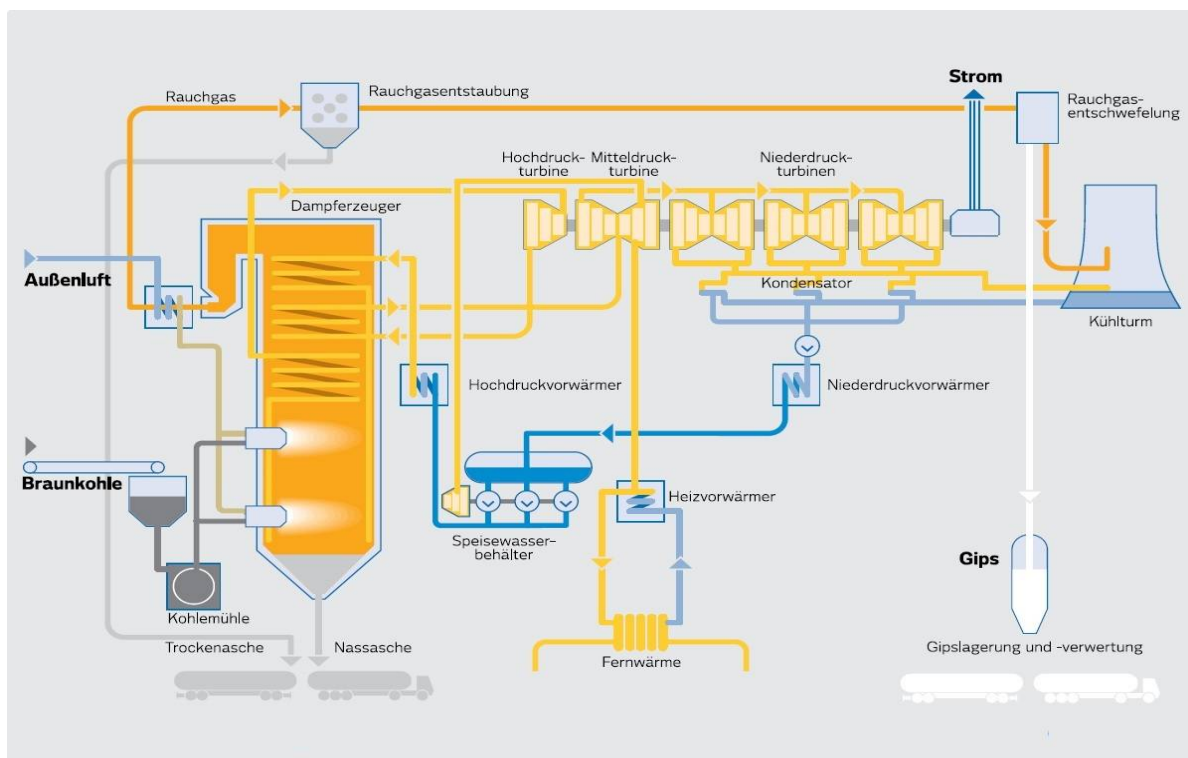 Strom
Rauchgas
Rauchgasentstaubung
Rauchgas-
entschwefelung
Hochdruck-
turbine
Mitteldruck-
turbine
Niederdruck-
turbinen
Dampferzeuger
Außenluft
Kondensator
Kühlturm
Hochdruckvorwärmer
Niederdruckvorwärmer
Braunkohle
Heizvorwärmer
Speisewasser-
behälter
Gips
Kohlemühle
Trockenasche
Nassasche
Fernwärme
Gipslagerung und -verwertung